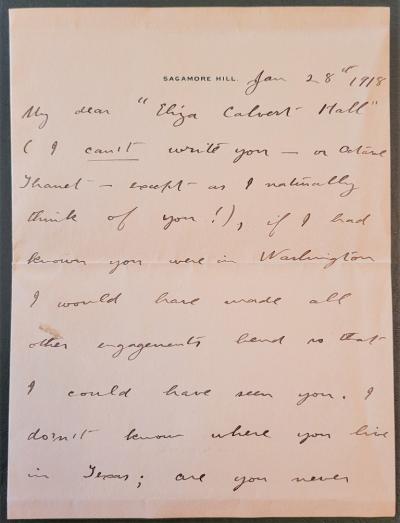 SAGAMORE HILL. Jan 28th 1918
My dear "Eliza Calvert Hall"
( I can't write you — or Octave
Thanet — except as I naturally
think of you!), if I had
known you were in Washington
I would have made all
other engagements bend so that
I could have seen you. I
don't know where you live
in Texas; are you never